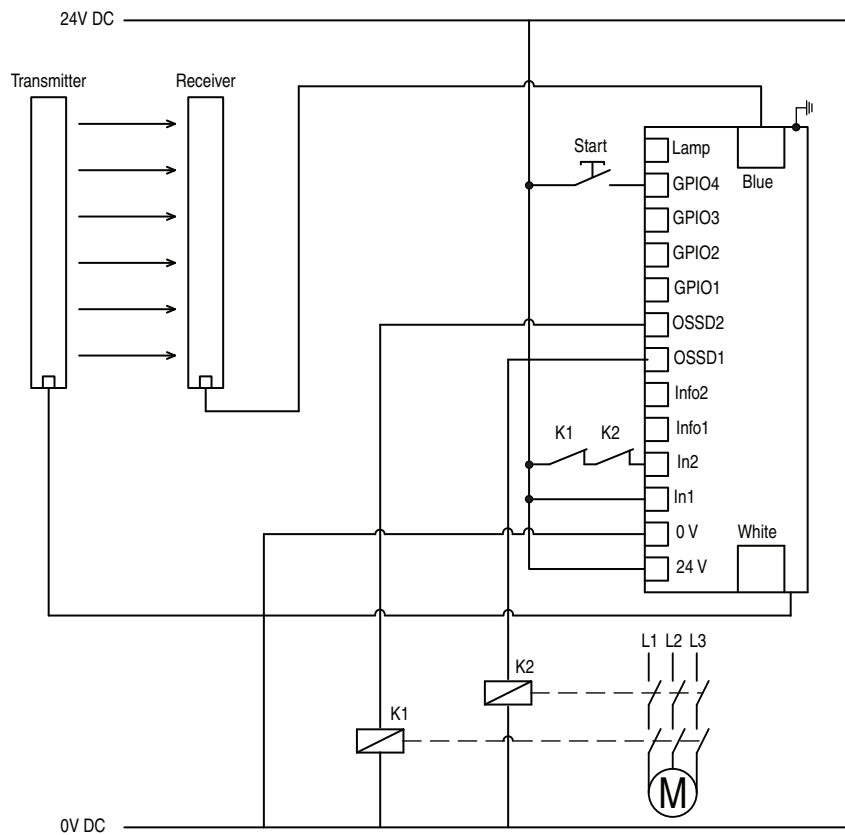 24V DC
Transmitter
Receiver
Start
Lamp
Blue
GPIO4
GPIO3
GPIO2
GPIO1
OSSD2
OSSD1
Info2
Info1
K1
K2
In2
In1
0 V
White
24 V
L1 L2 L3
K2
K1
M
0V DC